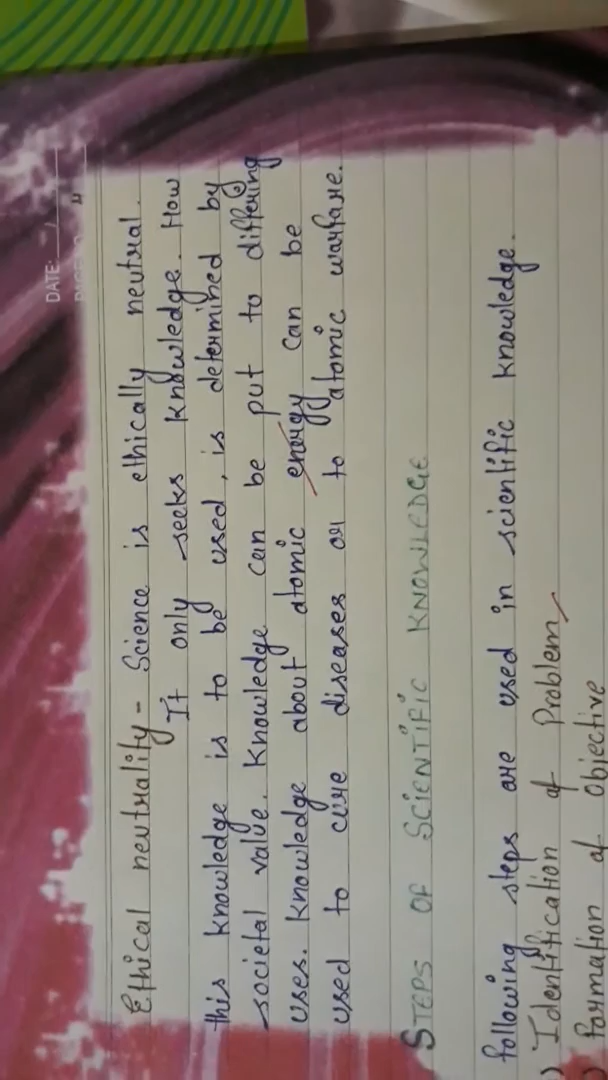 DATE: __/__
Ethical neutrality - Science is ethically neutral.
It only seeks knowledge. How
this knowledge is to be used, is determined by
societal value. Knowledge can be put to differing
uses. Knowledge about atomic energy can be
used to cure diseases or to atomic warfare.
STEPS OF SCIENTIFIC KNOWLEDGE
following steps are used in scientific knowledge.
) Identification of Problem
) Formation of Objective